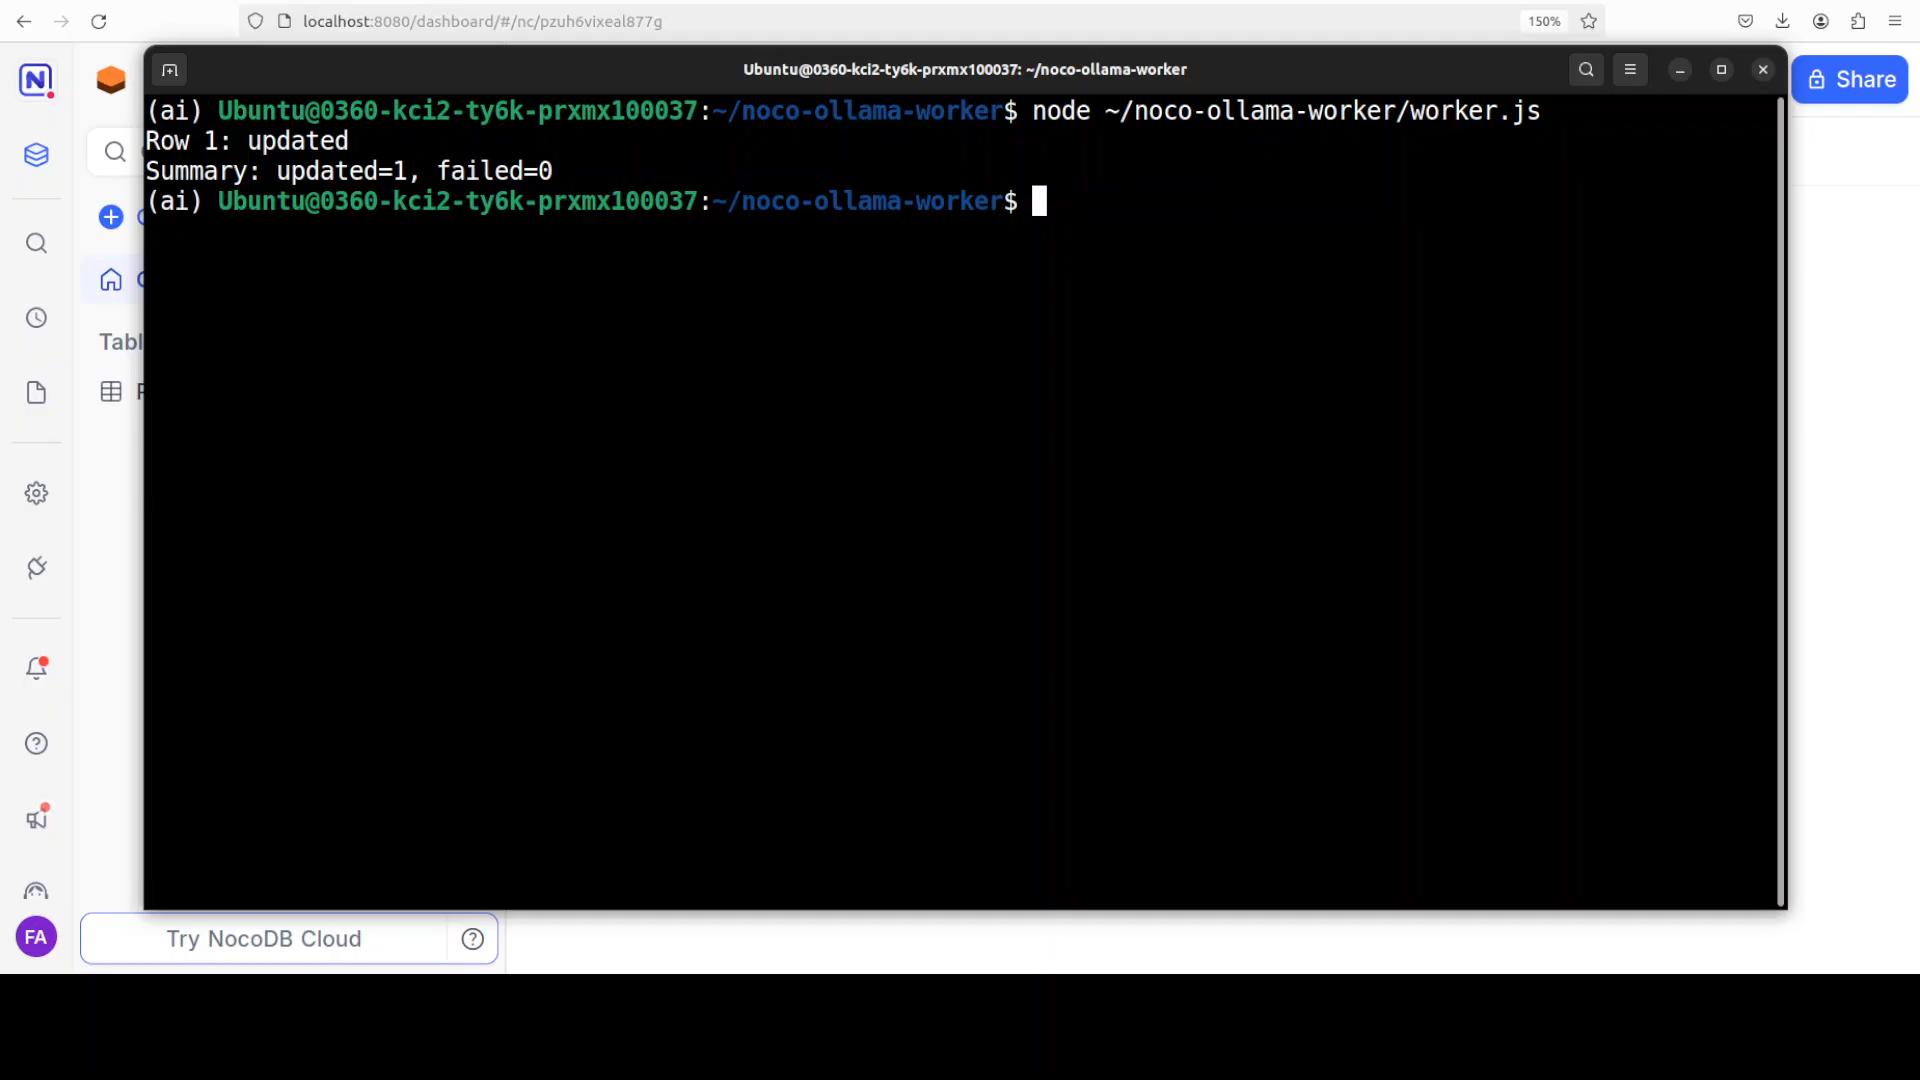 localhost:8080/dashboard/#/nc/pzuh6vixeal877g
150%
Ubuntu@0360-kci2-ty6k-prxmx100037: ~/noco-ollama-worker
Share
(ai) Ubuntu@0360-kci2-ty6k-prxmx100037:~/noco-ollama-worker$ node ~/noco-ollama-worker/worker.js
Row 1: updated
Summary: updated=1, failed=0
(ai) Ubuntu@0360-kci2-ty6k-prxmx100037:~/noco-ollama-worker$
Tabl
FA
Try NocoDB Cloud